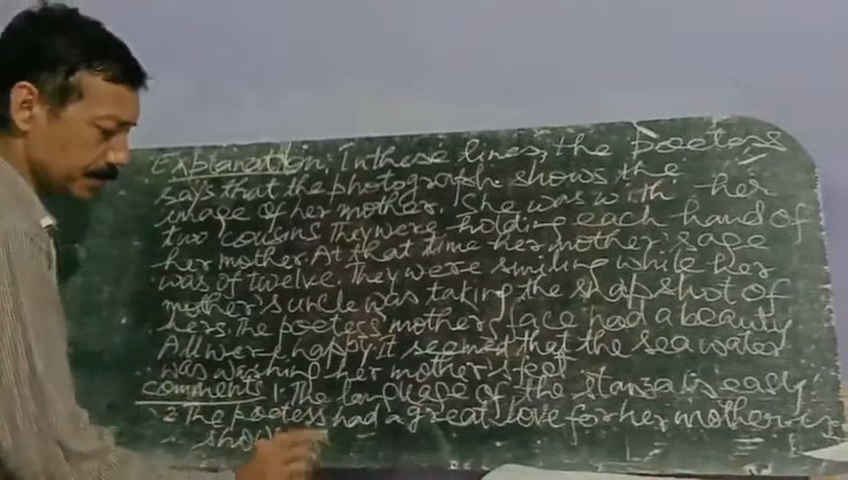 Explanation: In these lines, the poetess
says that the photograph shows the
image of her mother. She was with her
two cousins They were holding each hand of
her mother. At that time her mother's age
was of twelve. They were smiling while her
mother's uncle was taking the snapshot of
hers. The poetess mother's face had a beauty
All were happy. It seemed that the sea water
was washing her mother's feet
comments 1. The language of the stanza is easy
2. The poetess had a great love for her mother is
show